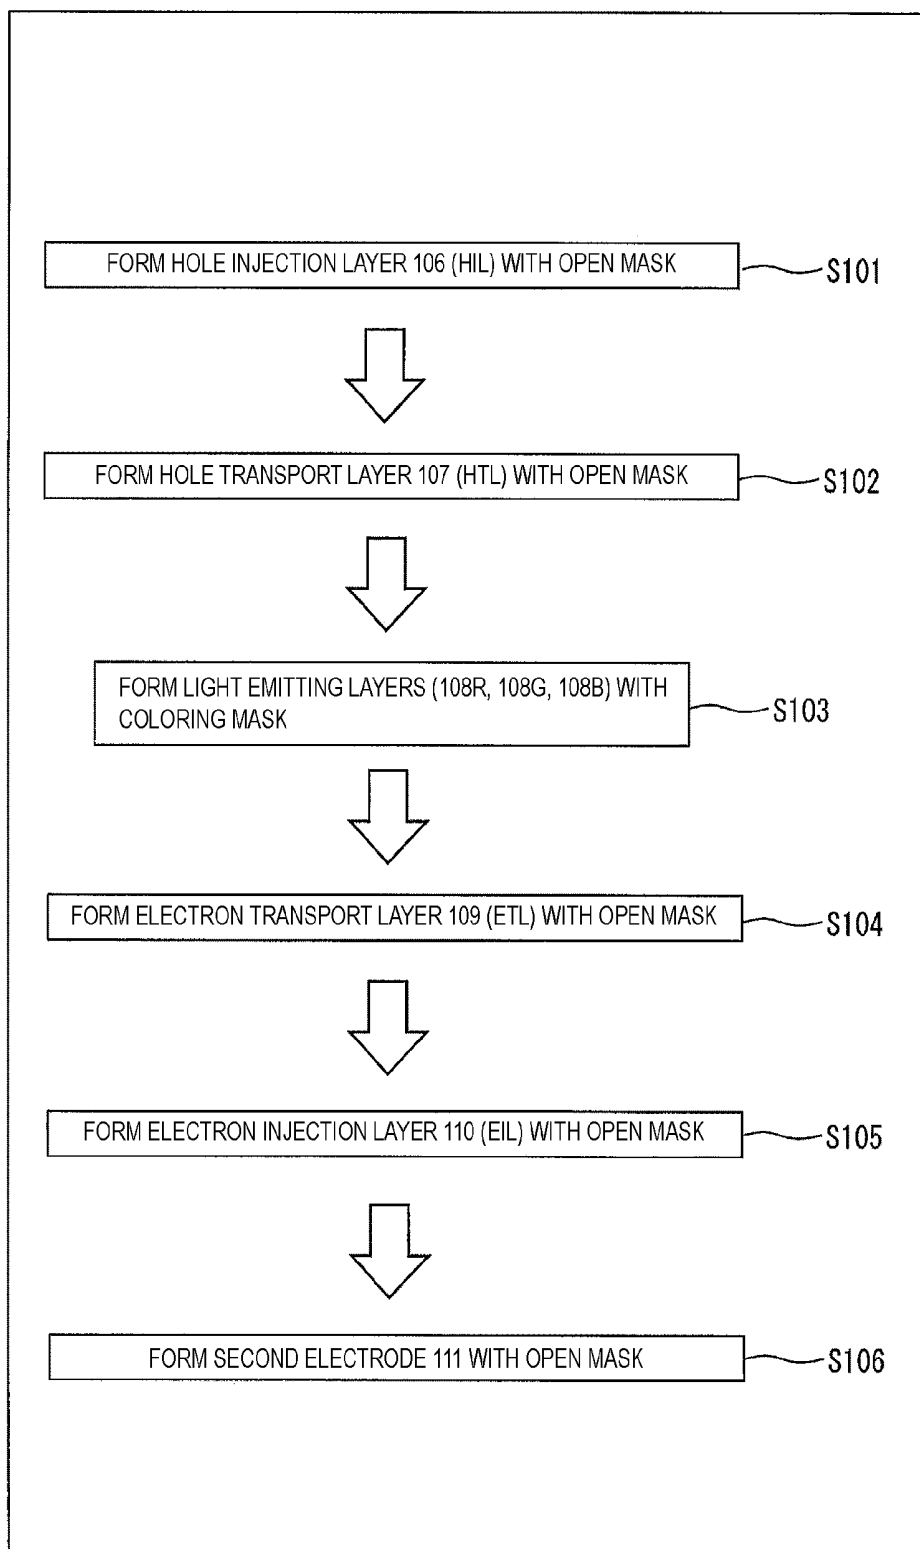 FORM HOLE INJECTION LAYER 106 (HIL) WITH OPEN MASK
S101
FORM HOLE TRANSPORT LAYER 107 (HTL) WITH OPEN MASK
S102
FORM LIGHT EMITTING LAYERS (108R, 108G, 108B) WITH
COLORING MASK
S103
FORM ELECTRON TRANSPORT LAYER 109 (ETL) WITH OPEN MASK
S104
FORM ELECTRON INJECTION LAYER 110 (EIL) WITH OPEN MASK
S105
FORM SECOND ELECTRODE 111 WITH OPEN MASK
S106